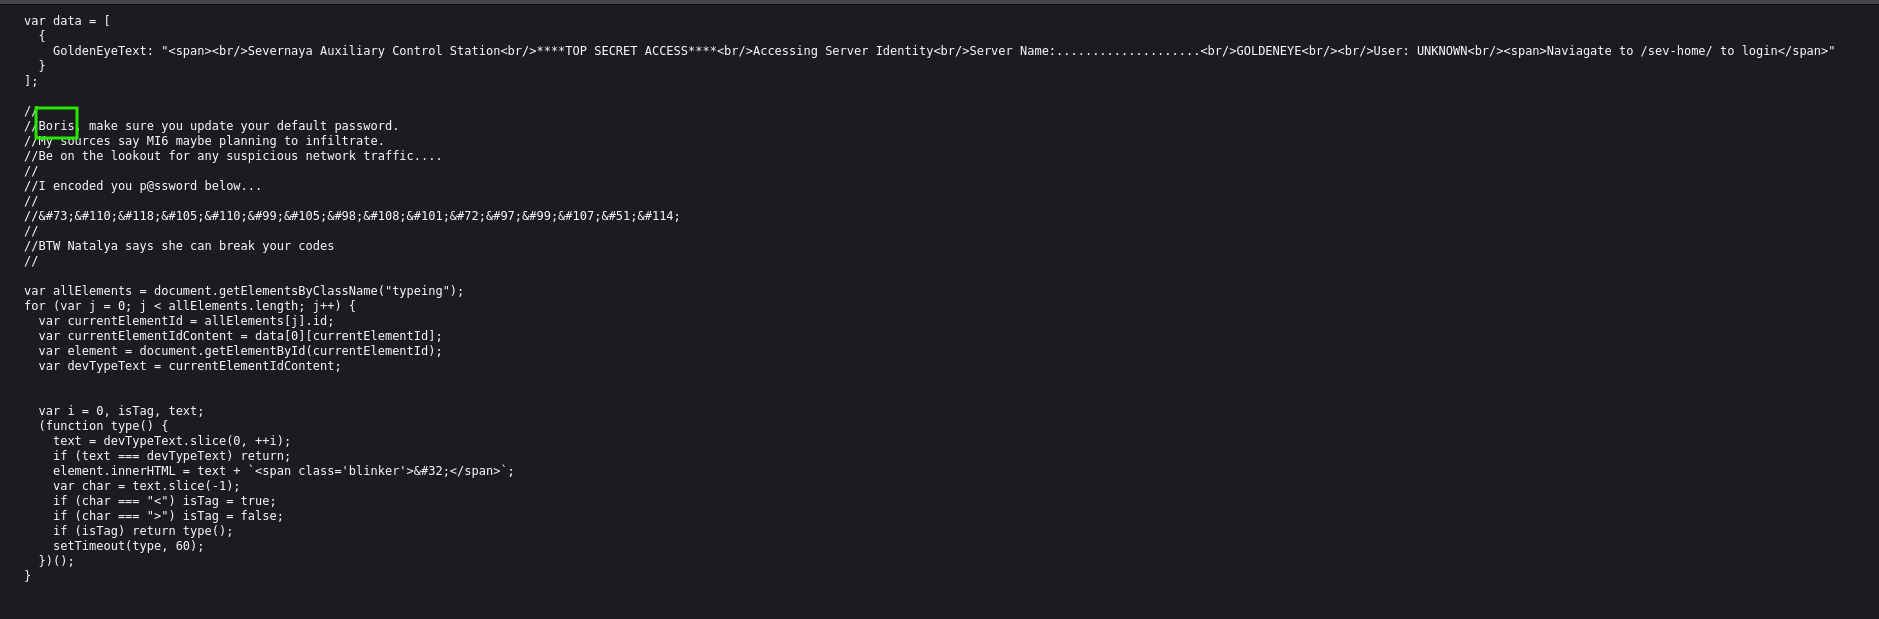 var data = [
  {
    GoldenEyeText: "<span><br/>Severnaya Auxiliary Control Station<br/>****TOP SECRET ACCESS****<br/>Accessing Server Identity<br/>Server Name:....................<br/>GOLDENEYE<br/><br/>User: UNKNOWN<br/><span>Naviagate to /sev-home/ to login</span>"
  }
];

//
//Boris, make sure you update your default password.
//My sources say MI6 maybe planning to infiltrate.
//Be on the lookout for any suspicious network traffic....
//
//I encoded you p@ssword below...
//
//&#73;&#110;&#118;&#105;&#110;&#99;&#105;&#98;&#108;&#101;&#72;&#97;&#99;&#107;&#51;&#114;
//
//BTW Natalya says she can break your codes
//

var allElements = document.getElementsByClassName("typeing");
for (var j = 0; j < allElements.length; j++) {
  var currentElementId = allElements[j].id;
  var currentElementIdContent = data[0][currentElementId];
  var element = document.getElementById(currentElementId);
  var devTypeText = currentElementIdContent;


  var i = 0, isTag, text;
  (function type() {
    text = devTypeText.slice(0, ++i);
    if (text === devTypeText) return;
    element.innerHTML = text + `<span class='blinker'>&#32;</span>`;
    var char = text.slice(-1);
    if (char === "<") isTag = true;
    if (char === ">") isTag = false;
    if (isTag) return type();
    setTimeout(type, 60);
  })();
}